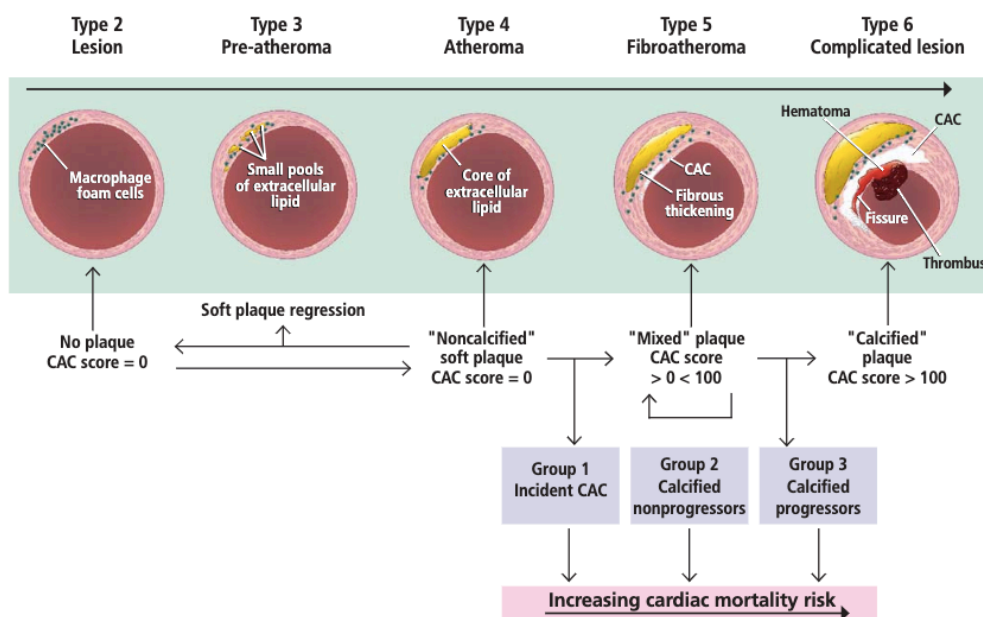 Type 2
Lesion
Type 3
Pre-atheroma
Type 4
Atheroma
Type 5
Fibroatheroma
Type 6
Complicated lesion
Macrophage
foam cells
Small pools
of extracellular
lipid
Core of
extracellular
lipid
CAC
Fibrous
thickening
Hematoma
CAC
Fissure
Thrombus
Soft plaque regression
No plaque
CAC score = 0
"Noncalcified"
soft plaque
CAC score = 0
"Mixed" plaque
CAC score
> 0 < 100
"Calcified"
plaque
CAC score > 100
Group 1
Incident CAC
Group 2
Calcified
nonprogressors
Group 3
Calcified
progressors
Increasing cardiac mortality risk